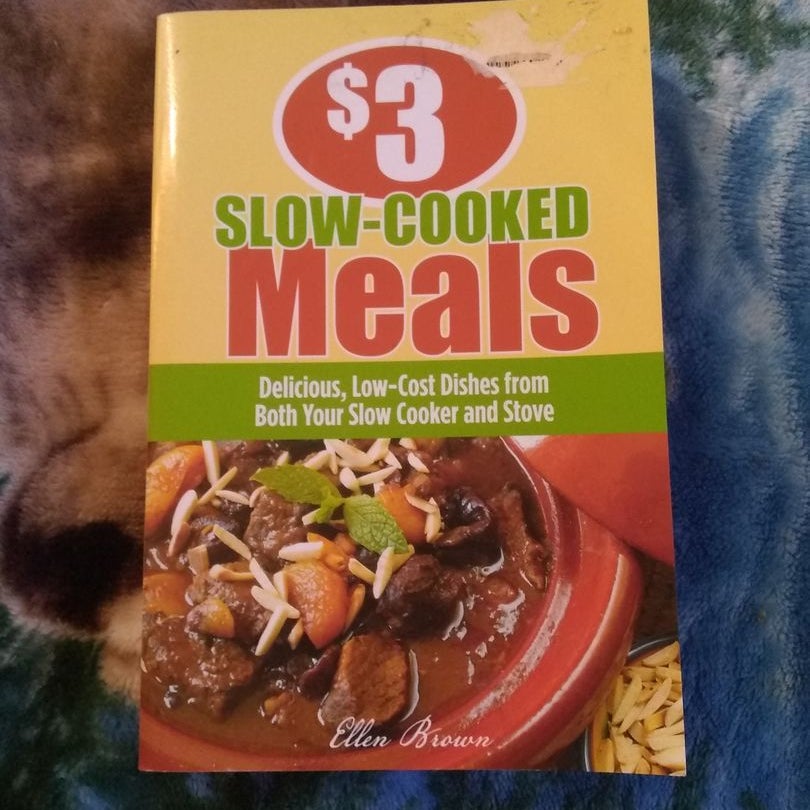 $3
SLOW-COOKED
Meals
Delicious, Low-Cost Dishes from
Both Your Slow Cooker and Stove
Ellen Brown